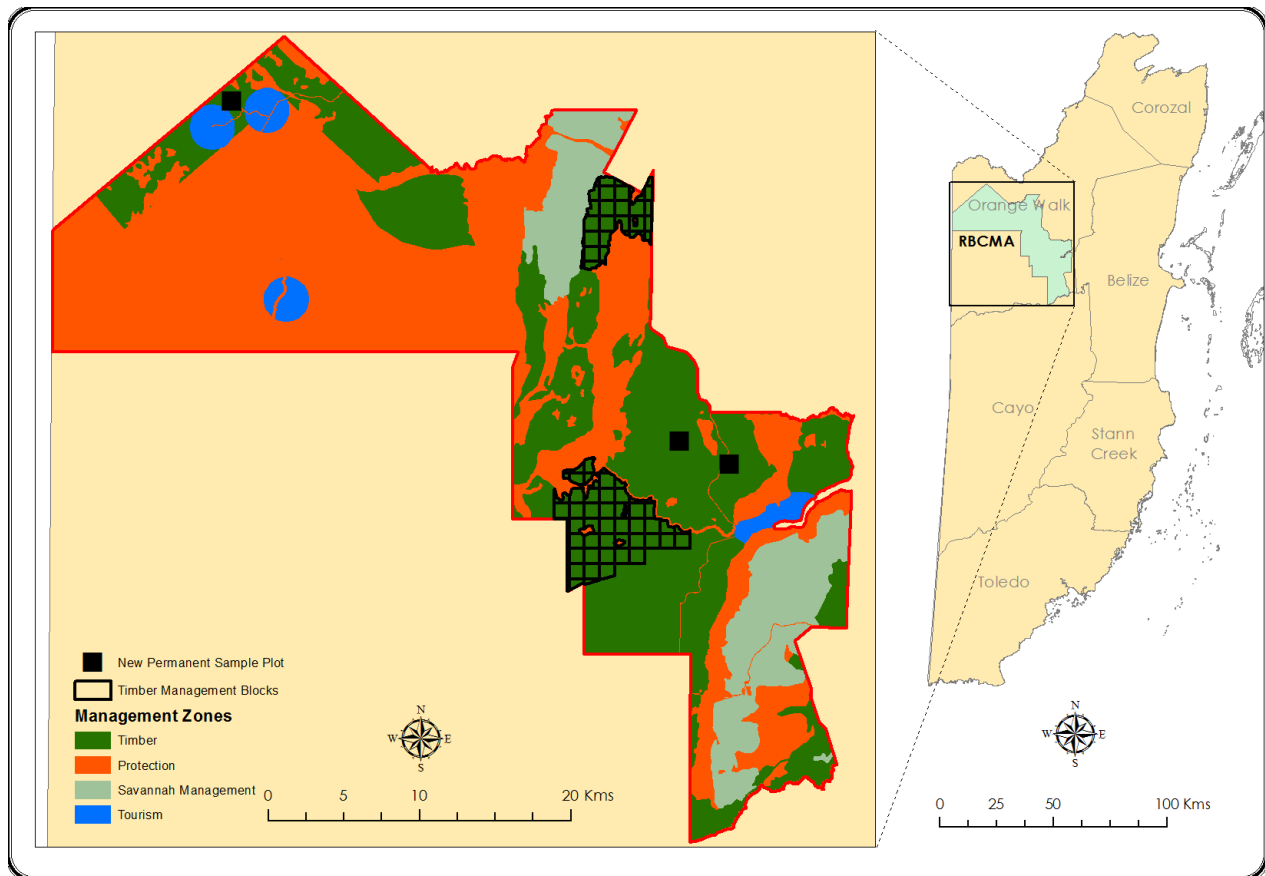 New Permanent Sample Plot
Timber Management Blocks
Management Zones
Timber
Protection
Savannah Management
Tourism
N
W E
S
0 5 10 20 Kms
Corozal
Orange Walk
RBCMA
Belize
Cayo
Stann
Creek
Toledo
N
W E
S
0 25 50 100 Kms